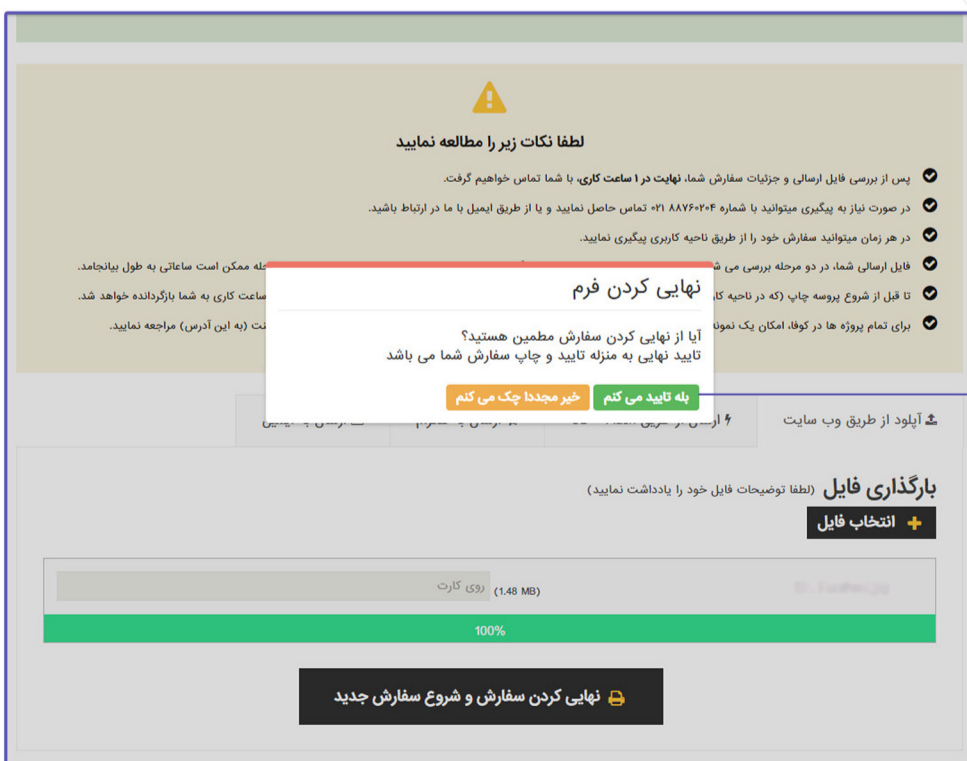 لطفا نکات زیر را مطالعه نمایید
پس از بررسی فایل ارسالی و جزئیات سفارش شما، نهایت در ۱ ساعت کاری، با شما تماس خواهیم گرفت.
در صورت نیاز به پیگیری میتوانید با شماره ۸۸۷۶۰۲۰۴ ۰۲۱ تماس حاصل نمایید و یا از طریق ایمیل با ما در ارتباط باشید.
در هر زمان میتوانید سفارش خود را از طریق ناحیه کاربری پیگیری نمایید.
فایل ارسالی شما، در دو مرحله بررسی می ممکن است ساعاتی به طول بیانجامد.
تا قبل از شروع پروسه چاپ (که در ناحیه ساعت کاری به شما بازگردانده خواهد شد.
برای تمام پروژه ها در کوفا، امکان یک (به این آدرس) مراجعه نمایید.
نهایی کردن فرم
آیا از نهایی کردن سفارش مطمین هستید؟
تایید نهایی به منزله تایید و چاپ سفارش شما می باشد
بله تایید می کنم
خیر مجددا چک می کنم
آپلود از طریق وب سایت
بارگذاری فایل (لطفا توضیحات فایل خود را یادداشت نمایید)
+ انتخاب فایل
(1.48 MB) روی کارت
100%
نهایی کردن سفارش و شروع سفارش جدید